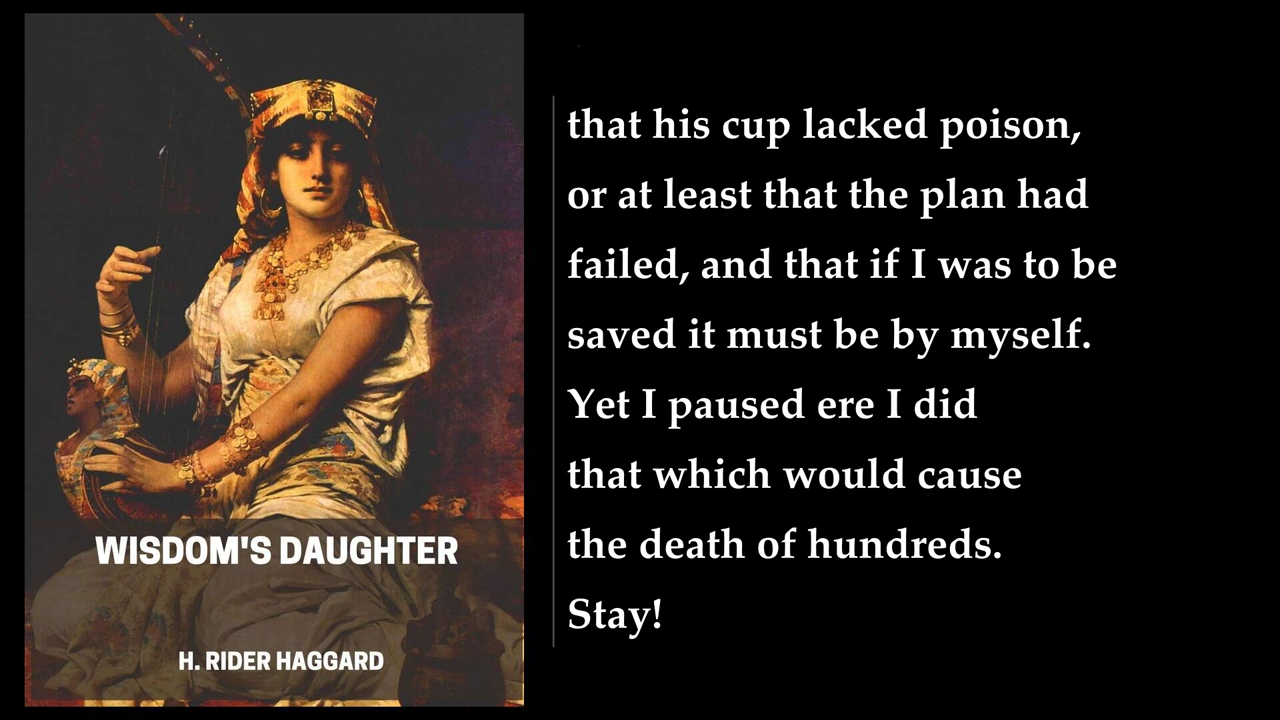 WISDOM'S DAUGHTER
H. RIDER HAGGARD
that his cup lacked poison,
or at least that the plan had
failed, and that if I was to be
saved it must be by myself.
Yet I paused ere I did
that which would cause
the death of hundreds.
Stay!